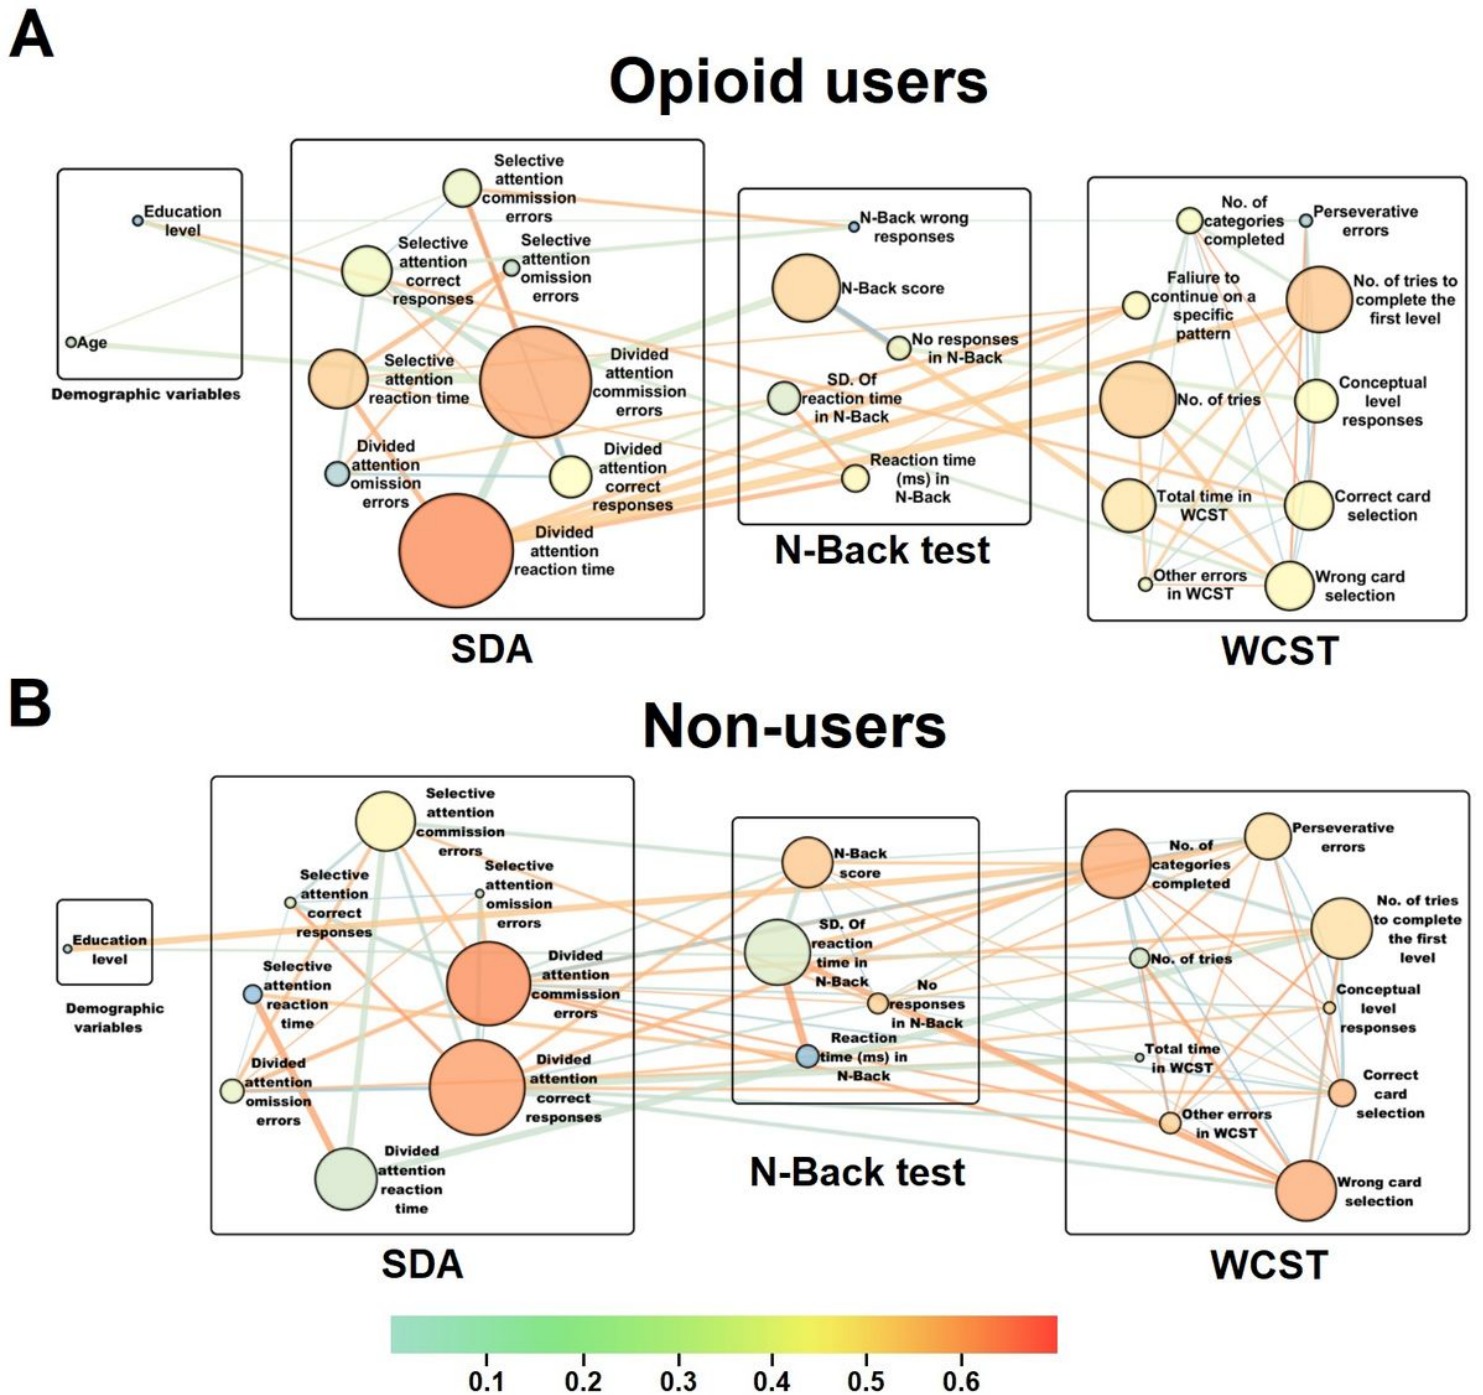 A
Opioid users
Education
level
Age
Demographic variables
Selective
attention
commission
errors
Selective
attention
correct
responses
Selective
attention
omission
errors
Selective
attention
reaction time
Divided
attention
commission
errors
Divided
attention
omission
errors
Divided
attention
correct
responses
Divided
attention
reaction time
SDA
N-Back wrong
responses
N-Back score
No responses
in N-Back
SD. Of
reaction time
in N-Back
Reaction time
(ms) in
N-Back
N-Back test
No. of
categories
completed
Perseverative
errors
Faliure to
continue on a
specific
pattern
No. of tries to
complete the
first level
No. of tries
Conceptual
level
responses
Total time in
WCST
Correct card
selection
Other errors
in WCST
Wrong card
selection
WCST
B
Non-users
Education
level
Demographic
variables
Selective
attention
commission
errors
Selective
attention
correct
responses
Selective
attention
omission
errors
Selective
attention
reaction
time
Divided
attention
commission
errors
Divided
attention
omission
errors
Divided
attention
correct
responses
Divided
attention
reaction
time
SDA
N-Back
score
SD. Of
reaction
time in
N-Back
No
responses
in N-Back
Reaction
time (ms) in
N-Back
N-Back test
No. of
categories
completed
Perseverative
errors
No. of tries
to complete
the first
level
No. of tries
Conceptual
level
responses
Total time
in WCST
Correct
card
selection
Other errors
in WCST
Wrong card
selection
WCST
0.1 0.2 0.3 0.4 0.5 0.6